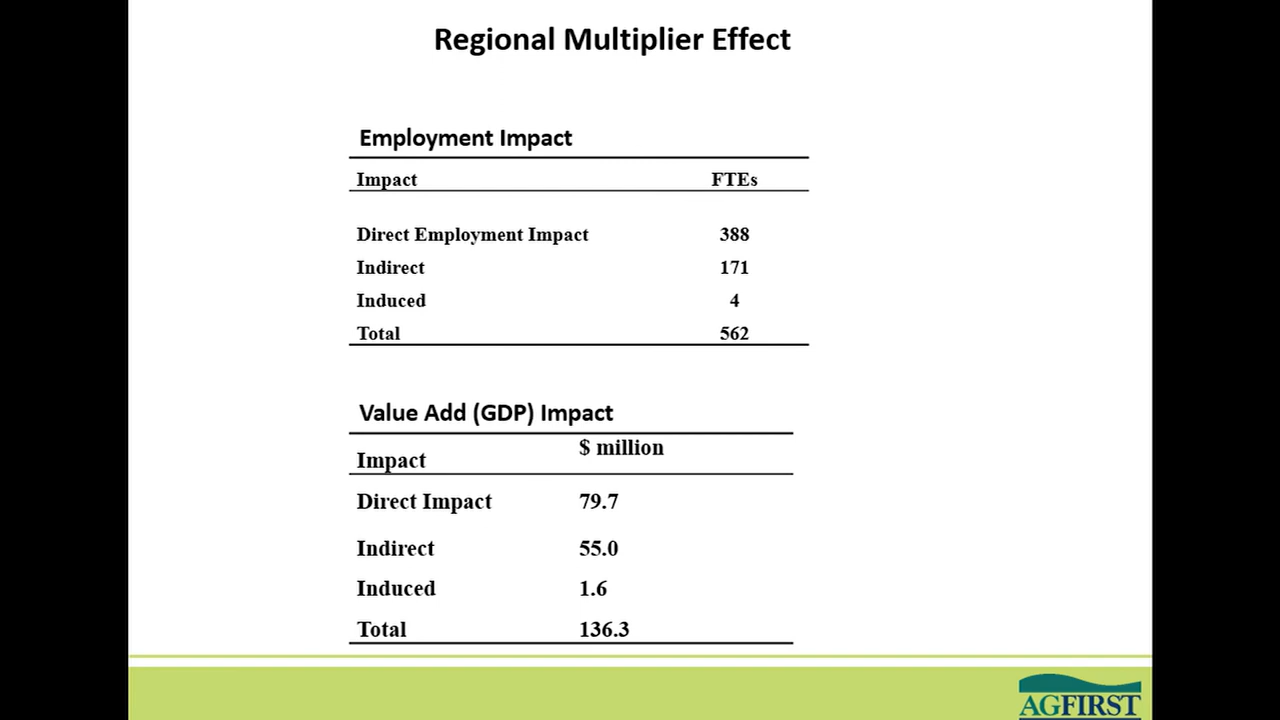 Regional Multiplier Effect
Employment Impact
Impact FTEs
Direct Employment Impact 388
Indirect 171
Induced 4
Total 562
Value Add (GDP) Impact
$ million
Impact
Direct Impact 79.7
Indirect 55.0
Induced 1.6
Total 136.3
AGFIRST